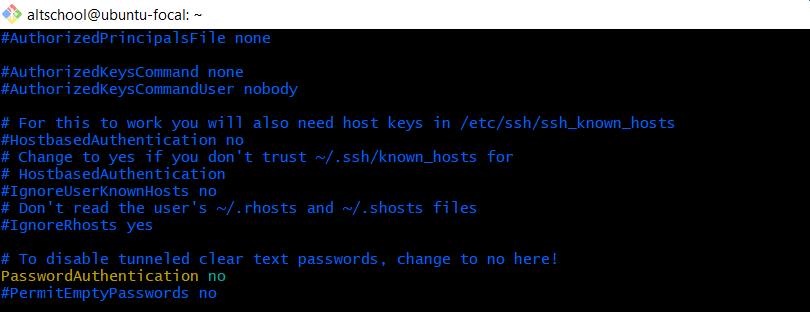 altschool@ubuntu-focal: ~
#AuthorizedPrincipalsFile none
#AuthorizedKeysCommand none
#AuthorizedKeysCommandUser nobody
# For this to work you will also need host keys in /etc/ssh/ssh_known_hosts
#HostbasedAuthentication no
# Change to yes if you don't trust ~/.ssh/known_hosts for
# HostbasedAuthentication
#IgnoreUserKnownHosts no
# Don't read the user's ~/.rhosts and ~/.shosts files
#IgnoreRhosts yes
# To disable tunneled clear text passwords, change to no here!
PasswordAuthentication no
#PermitEmptyPasswords no